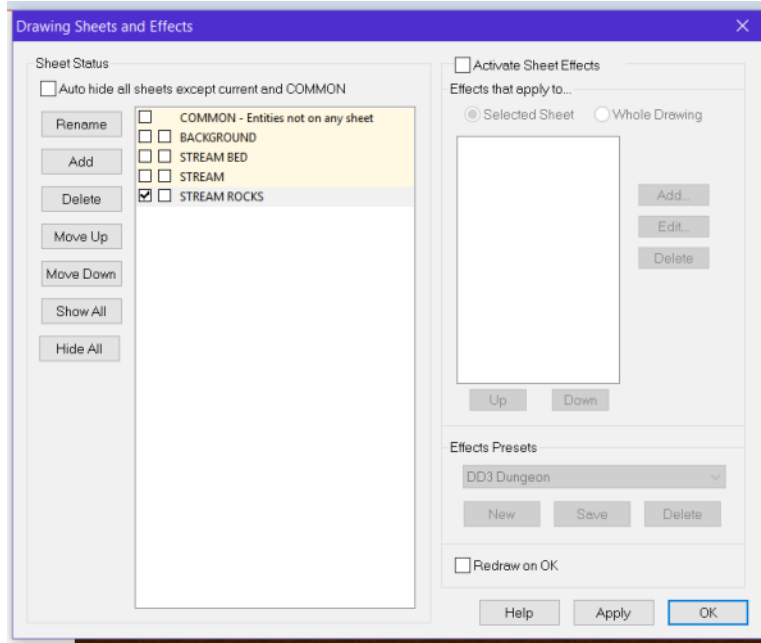 Drawing Sheets and Effects
Sheet Status
Auto hide all sheets except current and COMMON
Rename
Add
Delete
Move Up
Move Down
Show All
Hide All
COMMON - Entities not on any sheet
BACKGROUND
STREAM BED
STREAM
STREAM ROCKS
Activate Sheet Effects
Effects that apply to...
Selected Sheet
Whole Drawing
Add...
Edit...
Delete
Up
Down
Effects Presets
DD3 Dungeon
New
Save
Delete
Redraw on OK
Help
Apply
OK